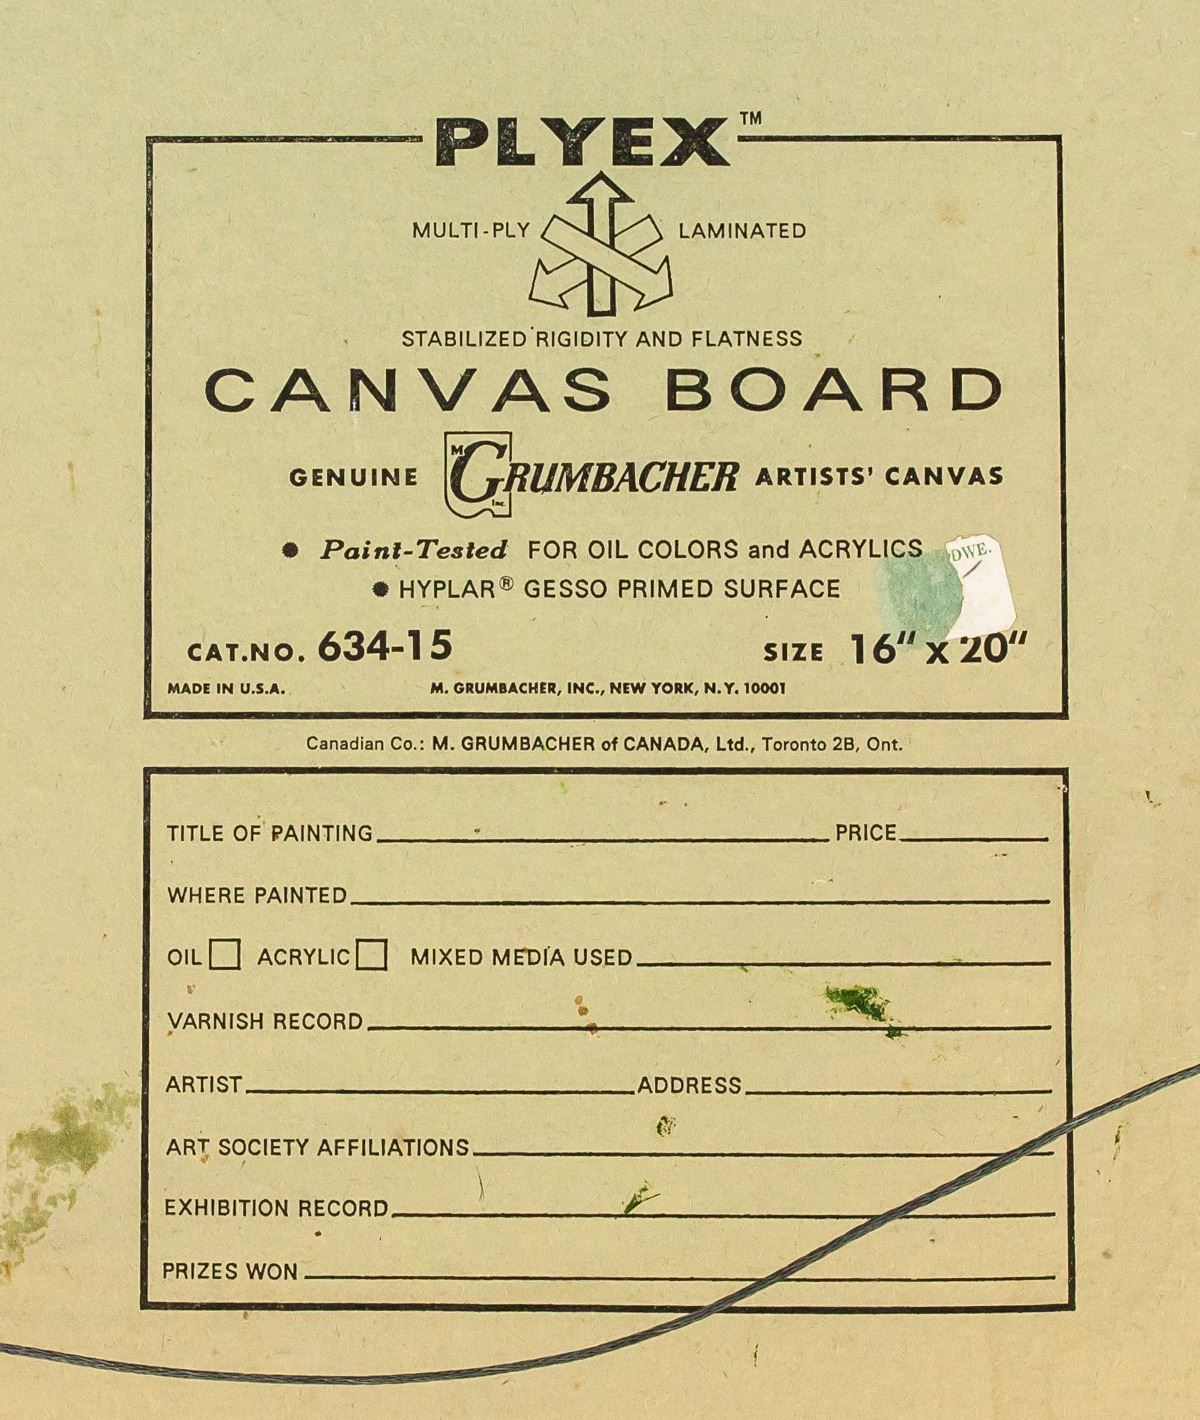 PLYEX™
MULTI-PLY LAMINATED
STABILIZED RIGIDITY AND FLATNESS
CANVAS BOARD
GENUINE M. GRUMBACHER Inc. ARTISTS' CANVAS
● Paint-Tested FOR OIL COLORS and ACRYLICS
DWE.
● HYPLAR® GESSO PRIMED SURFACE
CAT.NO. 634-15 SIZE 16" x 20"
MADE IN U.S.A. M. GRUMBACHER, INC., NEW YORK, N.Y. 10001
Canadian Co.: M. GRUMBACHER of CANADA, Ltd., Toronto 2B, Ont.
TITLE OF PAINTING PRICE
WHERE PAINTED
OIL ACRYLIC MIXED MEDIA USED
VARNISH RECORD
ARTIST ADDRESS
ART SOCIETY AFFILIATIONS
EXHIBITION RECORD
PRIZES WON